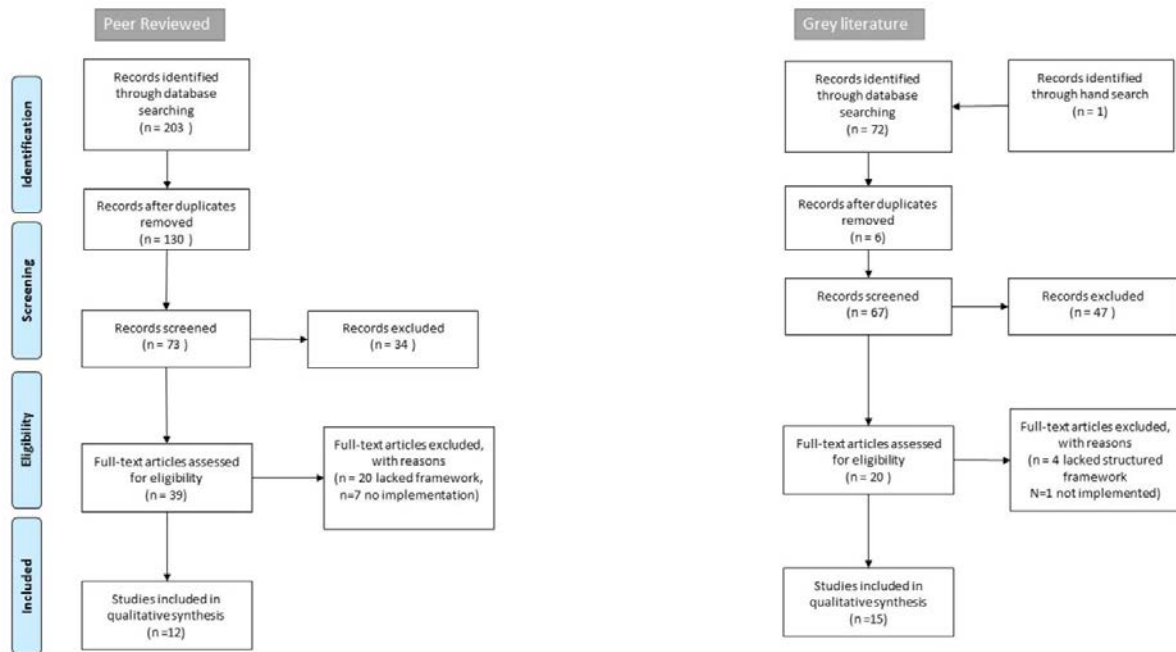 Peer Reviewed
Grey literature
Identification
Screening
Eligibility
Included
Records identified
through database
searching
(n = 203 )
Records after duplicates
removed
(n = 130 )
Records screened
(n = 73 )
Records excluded
(n = 34 )
Full-text articles assessed
for eligibility
(n = 39)
Full-text articles excluded,
with reasons
(n = 20 lacked framework,
n=7 no implementation)
Studies included in
qualitative synthesis
(n =12)
Records identified
through database
searching
(n = 72)
Records identified
through hand search
(n = 1)
Records after duplicates
removed
(n = 6)
Records screened
(n = 67)
Records excluded
(n = 47 )
Full-text articles assessed
for eligibility
(n = 20 )
Full-text articles excluded,
with reasons
(n = 4 lacked structured
framework
N=1 not implemented)
Studies included in
qualitative synthesis
(n =15)